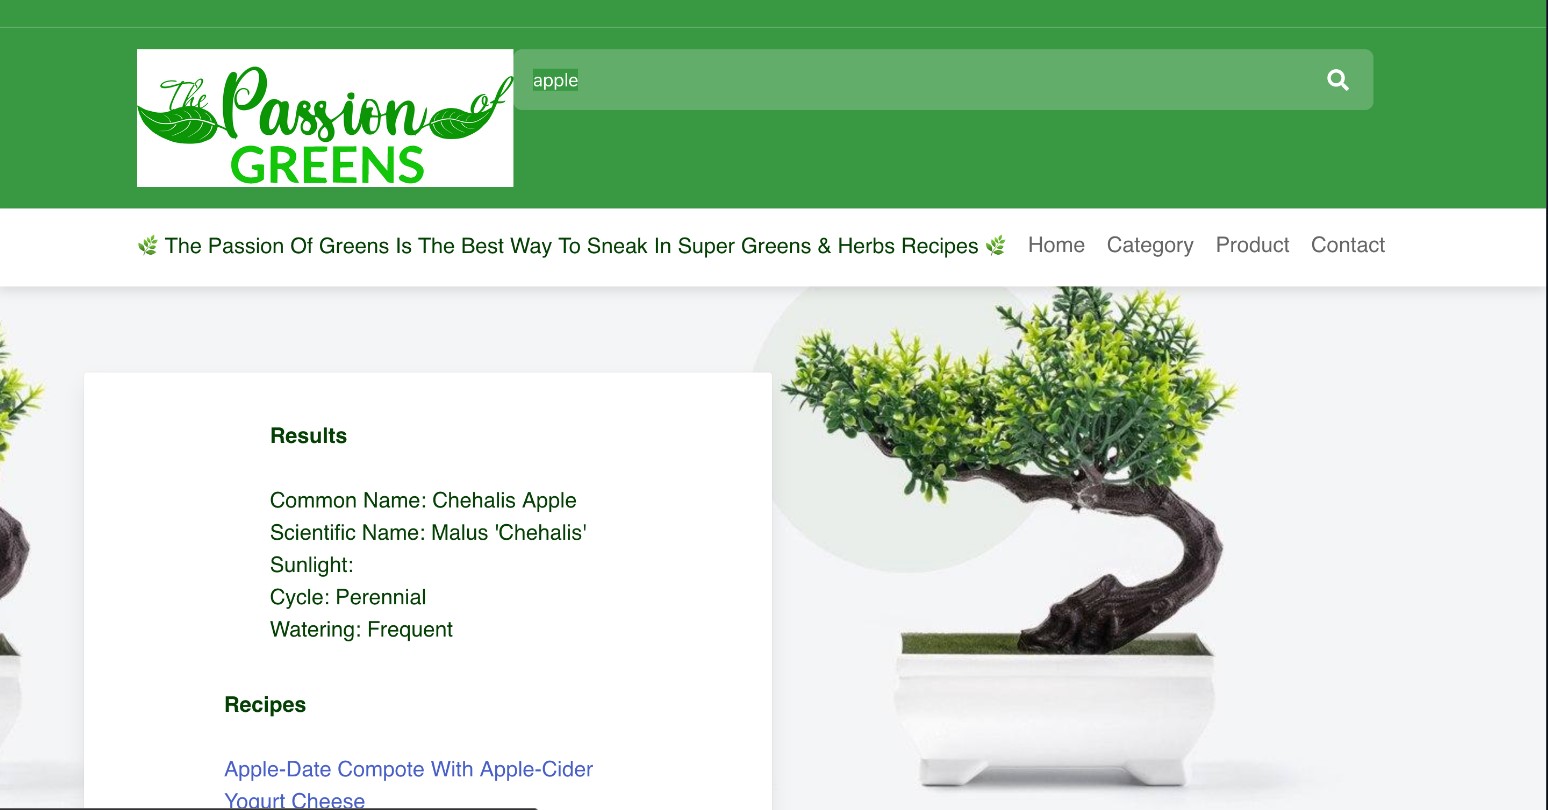 The Passion of
GREENS
apple
🌿 The Passion Of Greens Is The Best Way To Sneak In Super Greens & Herbs Recipes 🌿 Home Category Product Contact
Results
Common Name: Chehalis Apple
Scientific Name: Malus 'Chehalis'
Sunlight:
Cycle: Perennial
Watering: Frequent
Recipes
Apple-Date Compote With Apple-Cider
Yogurt Cheese